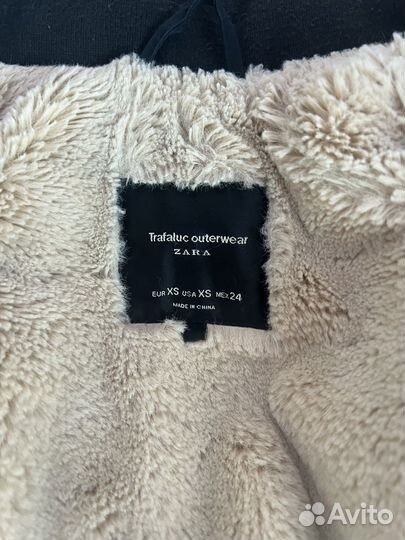 Trafaluc outerwear
ZARA
EUR XS USA XS MEX 24
MADE IN CHINA
Avito